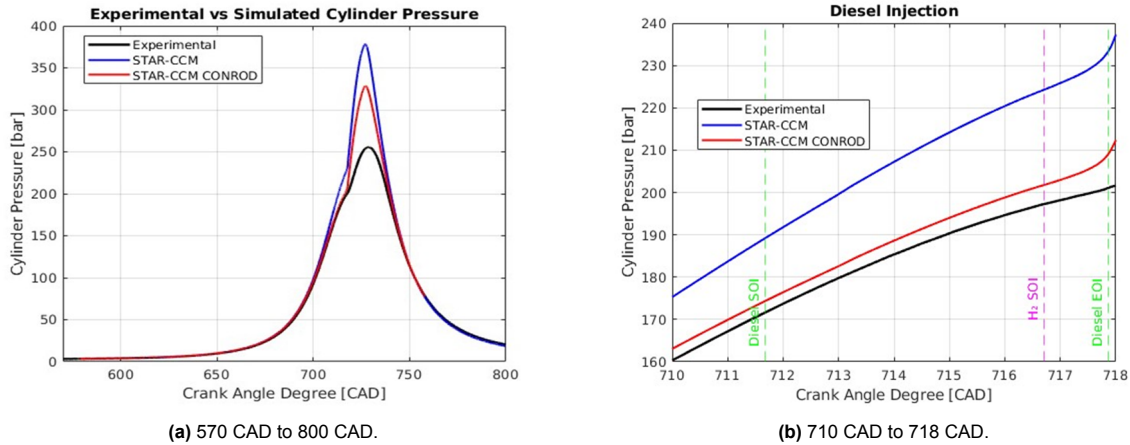 Experimental vs Simulated Cylinder Pressure
400
350
300
250
200
150
100
50
0
Cylinder Pressure [bar]
Experimental
STAR-CCM
STAR-CCM CONROD
600
650
700
750
800
Crank Angle Degree [CAD]
(a) 570 CAD to 800 CAD.
Diesel Injection
240
230
220
210
200
190
180
170
160
Cylinder Pressure [bar]
Experimental
STAR-CCM
STAR-CCM CONROD
Diesel SOI
H₂ SOI
Diesel EOI
710
711
712
713
714
715
716
717
718
Crank Angle Degree [CAD]
(b) 710 CAD to 718 CAD.